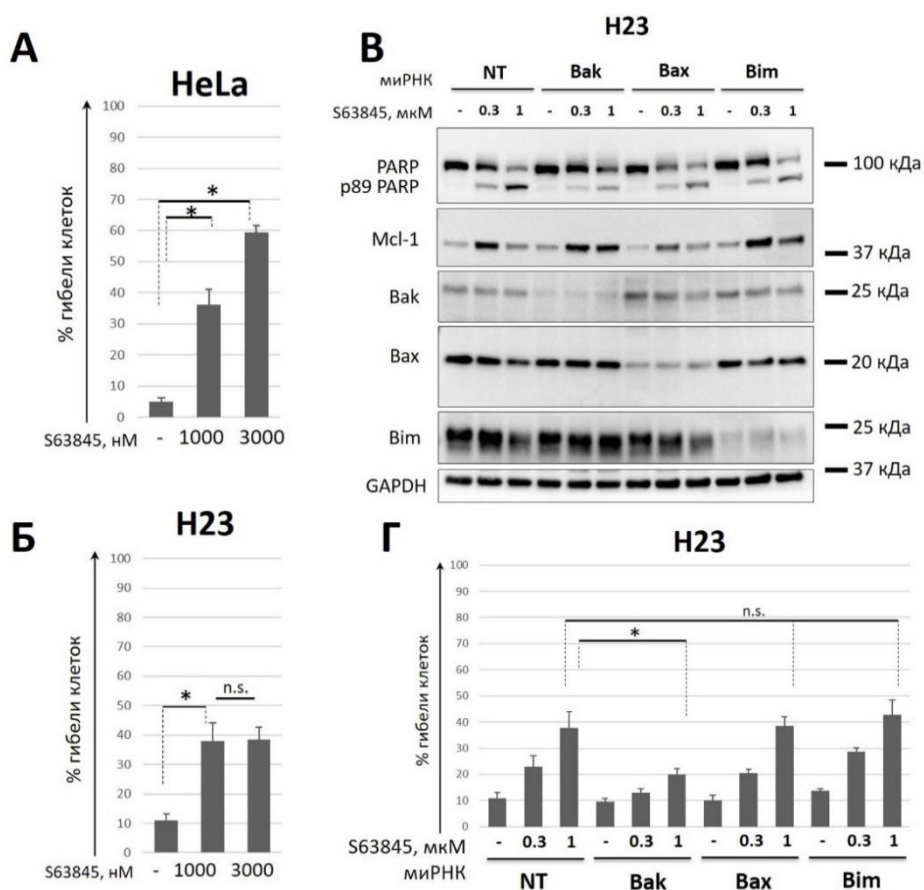 А
HeLa
% гибели клеток
100
90
80
70
60
50
40
30
20
10
0
*
*
S63845, нМ - 1000 3000
В
H23
миРНК NT Bak Bax Bim
S63845, мкМ - 0.3 1 - 0.3 1 - 0.3 1 - 0.3 1
PARP
p89 PARP
100 кДа
Mcl-1
37 кДа
Bak
25 кДа
Bax
20 кДа
Bim
25 кДа
37 кДа
GAPDH
Б
H23
% гибели клеток
100
90
80
70
60
50
40
30
20
10
0
*
n.s.
S63845, нМ - 1000 3000
Г
H23
% гибели клеток
100
90
80
70
60
50
40
30
20
10
0
n.s.
*
S63845, мкМ - 0.3 1 - 0.3 1 - 0.3 1 - 0.3 1
миРНК NT Bak Bax Bim